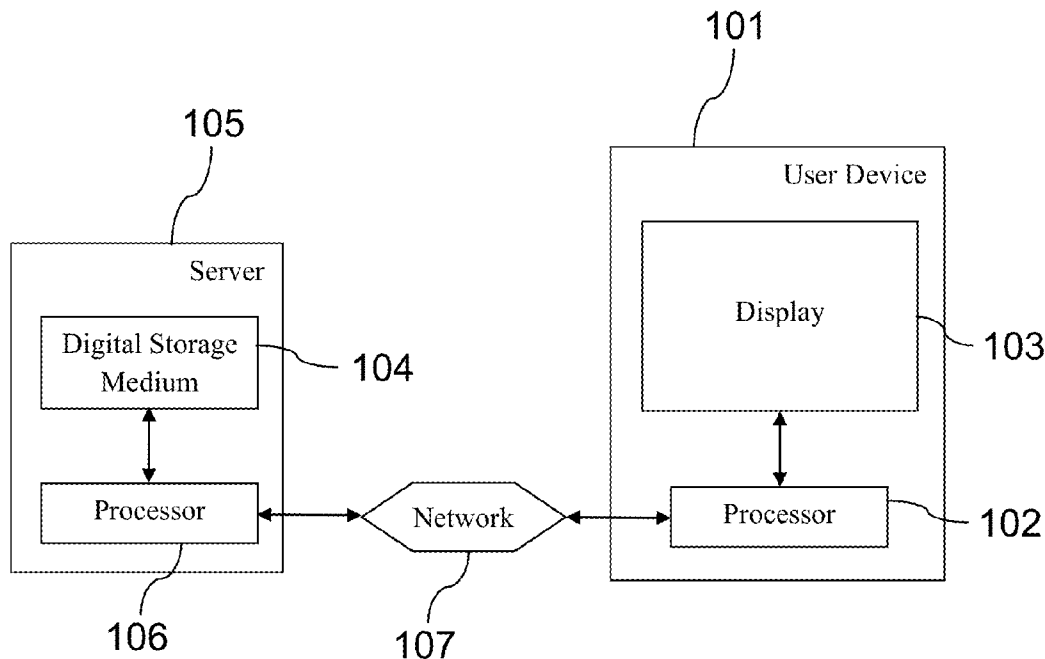 101
105
User Device
Server
Display
Digital Storage
Medium
104
103
Processor
Network
Processor
102
106
107